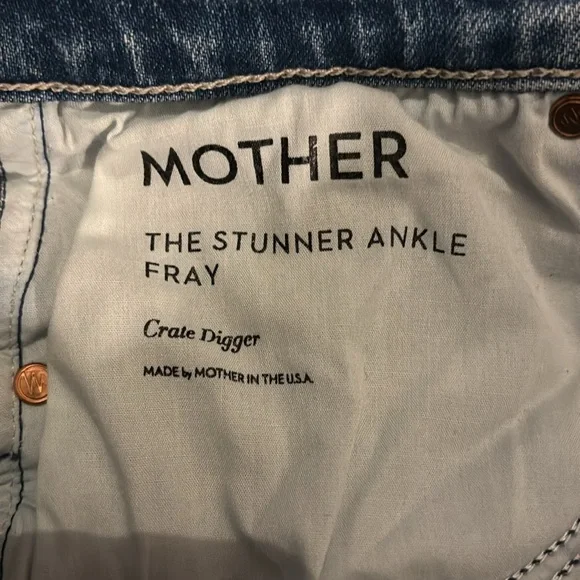 MOTHER
THE STUNNER ANKLE
FRAY
Crate Digger
MADE by MOTHER IN THE U.S.A.